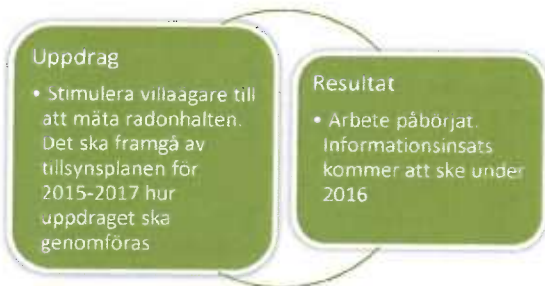 Uppdrag
• Stimulera villaägare till
att mäta radonhalten.
Det ska framgå av
tillsynsplanen för
2015-2017 hur
uppdraget ska
genomföras
Resultat
• Arbete påbörjat.
Informationsinsats
kommer att ske under
2016